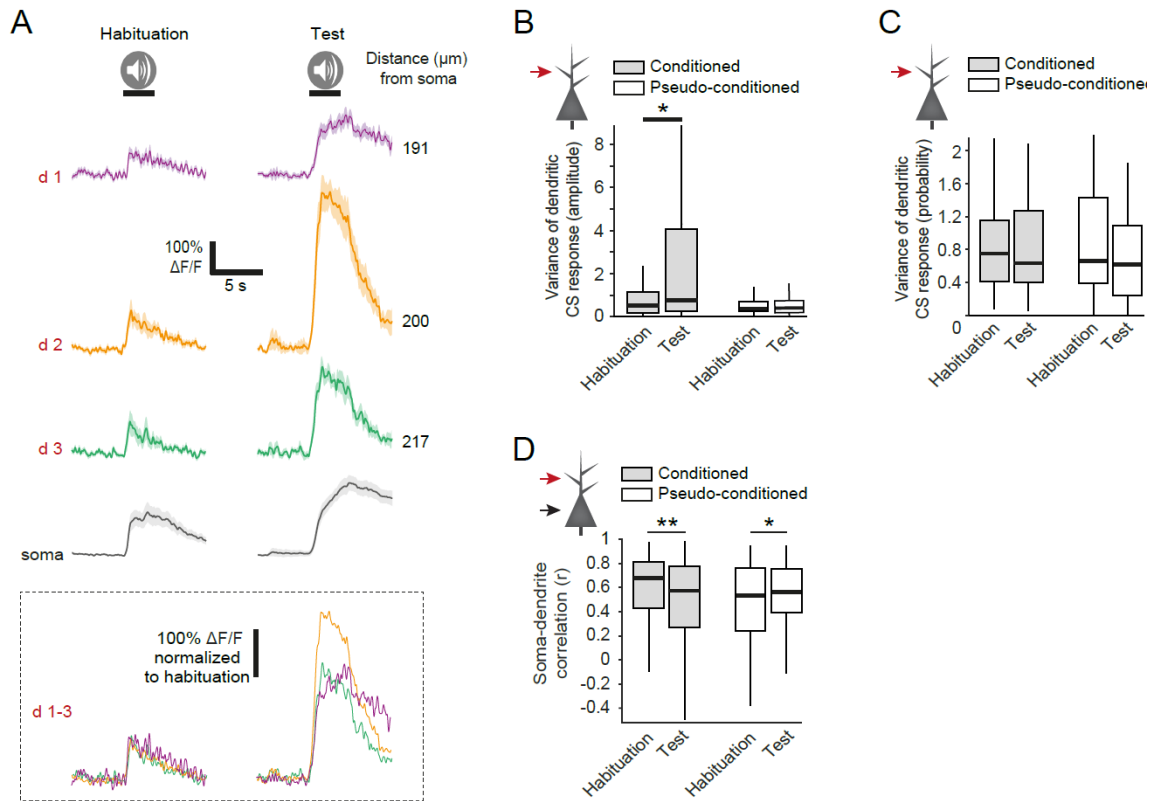 A
Habituation
Test
Distance (µm)
from soma
d 1
191
100%
ΔF/F
5 s
d 2
200
d 3
217
soma
100% ΔF/F
normalized
to habituation
d 1-3
B
Conditioned
Pseudo-conditioned
*
Variance of dendritic
CS response (amplitude)
8
6
4
2
0
Habituation
Test
Habituation
Test
C
Conditioned
Pseudo-conditione
Variance of dendritic
CS response (probability)
2
1.6
1.2
0.8
0.4
0
Habituation
Test
Habituation
Test
D
Conditioned
Pseudo-conditioned
**
*
Soma-dendrite
correlation (r)
1
0.8
0.6
0.4
0.2
0
-0.2
-0.4
Habituation
Test
Habituation
Test